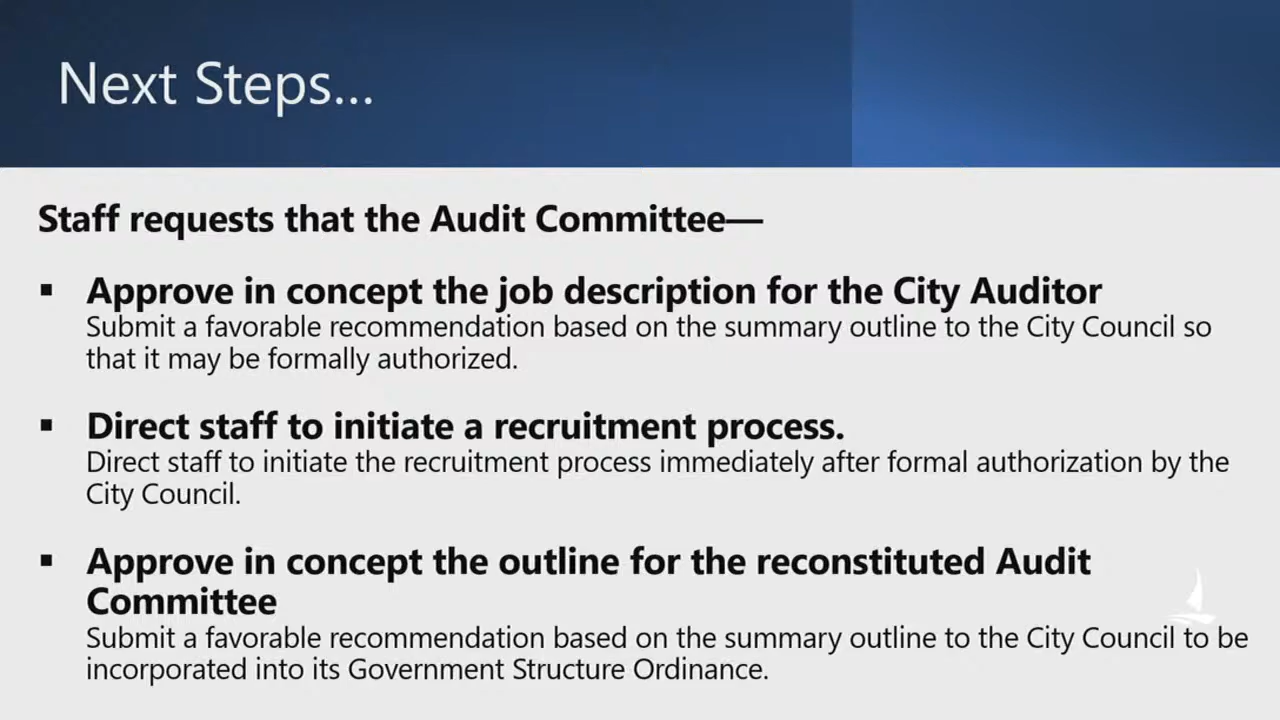 Next Steps...
Staff requests that the Audit Committee—
▪ Approve in concept the job description for the City Auditor
Submit a favorable recommendation based on the summary outline to the City Council so
that it may be formally authorized.
▪ Direct staff to initiate a recruitment process.
Direct staff to initiate the recruitment process immediately after formal authorization by the
City Council.
▪ Approve in concept the outline for the reconstituted Audit
Committee
Submit a favorable recommendation based on the summary outline to the City Council to be
incorporated into its Government Structure Ordinance.